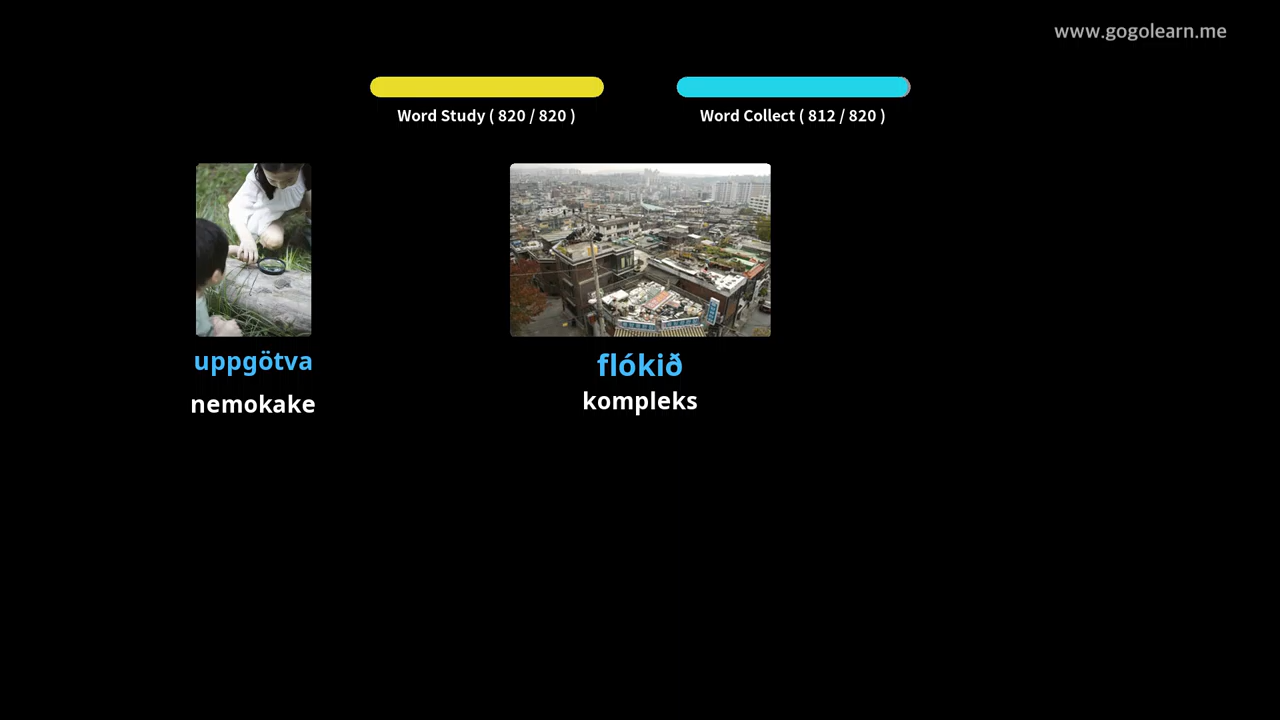 www.gogolearn.me
Word Study ( 820 / 820 )
Word Collect ( 812 / 820 )
uppgötva
nemokake
flókið
kompleks